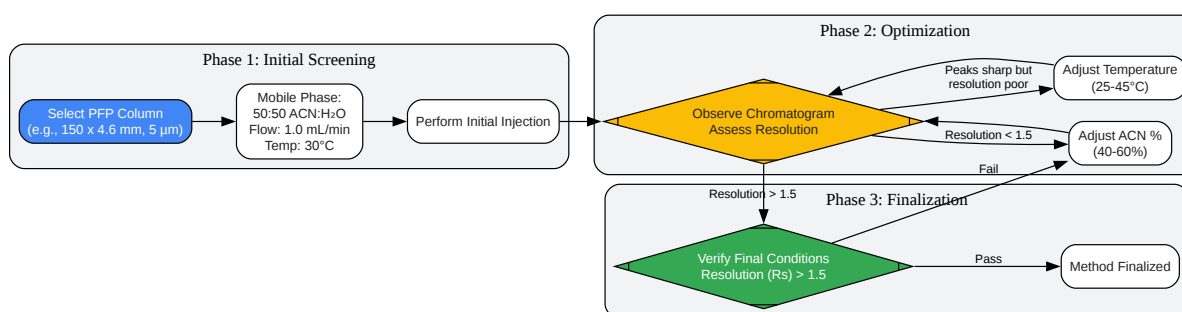 Phase 1: Initial Screening
Select PFP Column
(e.g., 150 x 4.6 mm, 5 µm)
Mobile Phase:
50:50 ACN:H₂O
Flow: 1.0 mL/min
Temp: 30°C
Perform Initial Injection
Phase 2: Optimization
Observe Chromatogram
Assess Resolution
Peaks sharp but
resolution poor
Adjust Temperature
(25-45°C)
Resolution < 1.5
Adjust ACN %
(40-60%)
Resolution > 1.5
Fail
Phase 3: Finalization
Verify Final Conditions
Resolution (Rs) > 1.5
Pass
Method Finalized